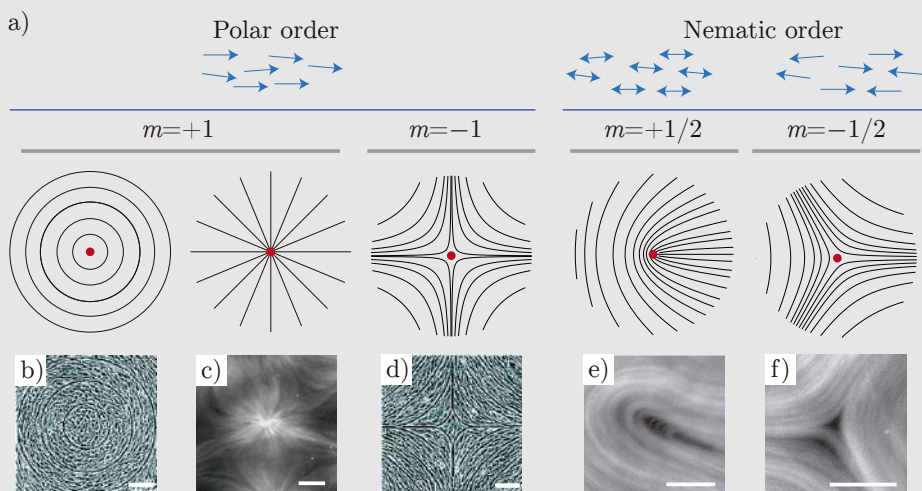 a)
Polar order
Nematic order
m=+1
m=−1
m=+1/2
m=−1/2
b)
c)
d)
e)
f)